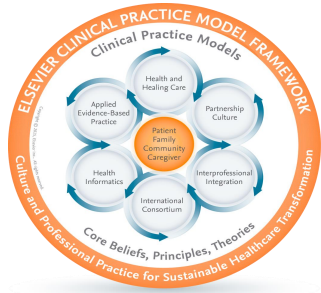 ELSEVIER CLINICAL PRACTICE MODEL FRAMEWORK
Clinical Practice Models
Health and
Healing Care
Applied
Evidence-Based
Practice
Partnership
Culture
Patient
Family
Community
Caregiver
Health
Informatics
Interprofessional
Integration
International
Consortium
Core Beliefs, Principles, Theories
Culture and Professional Practice for Sustainable Healthcare Transformation